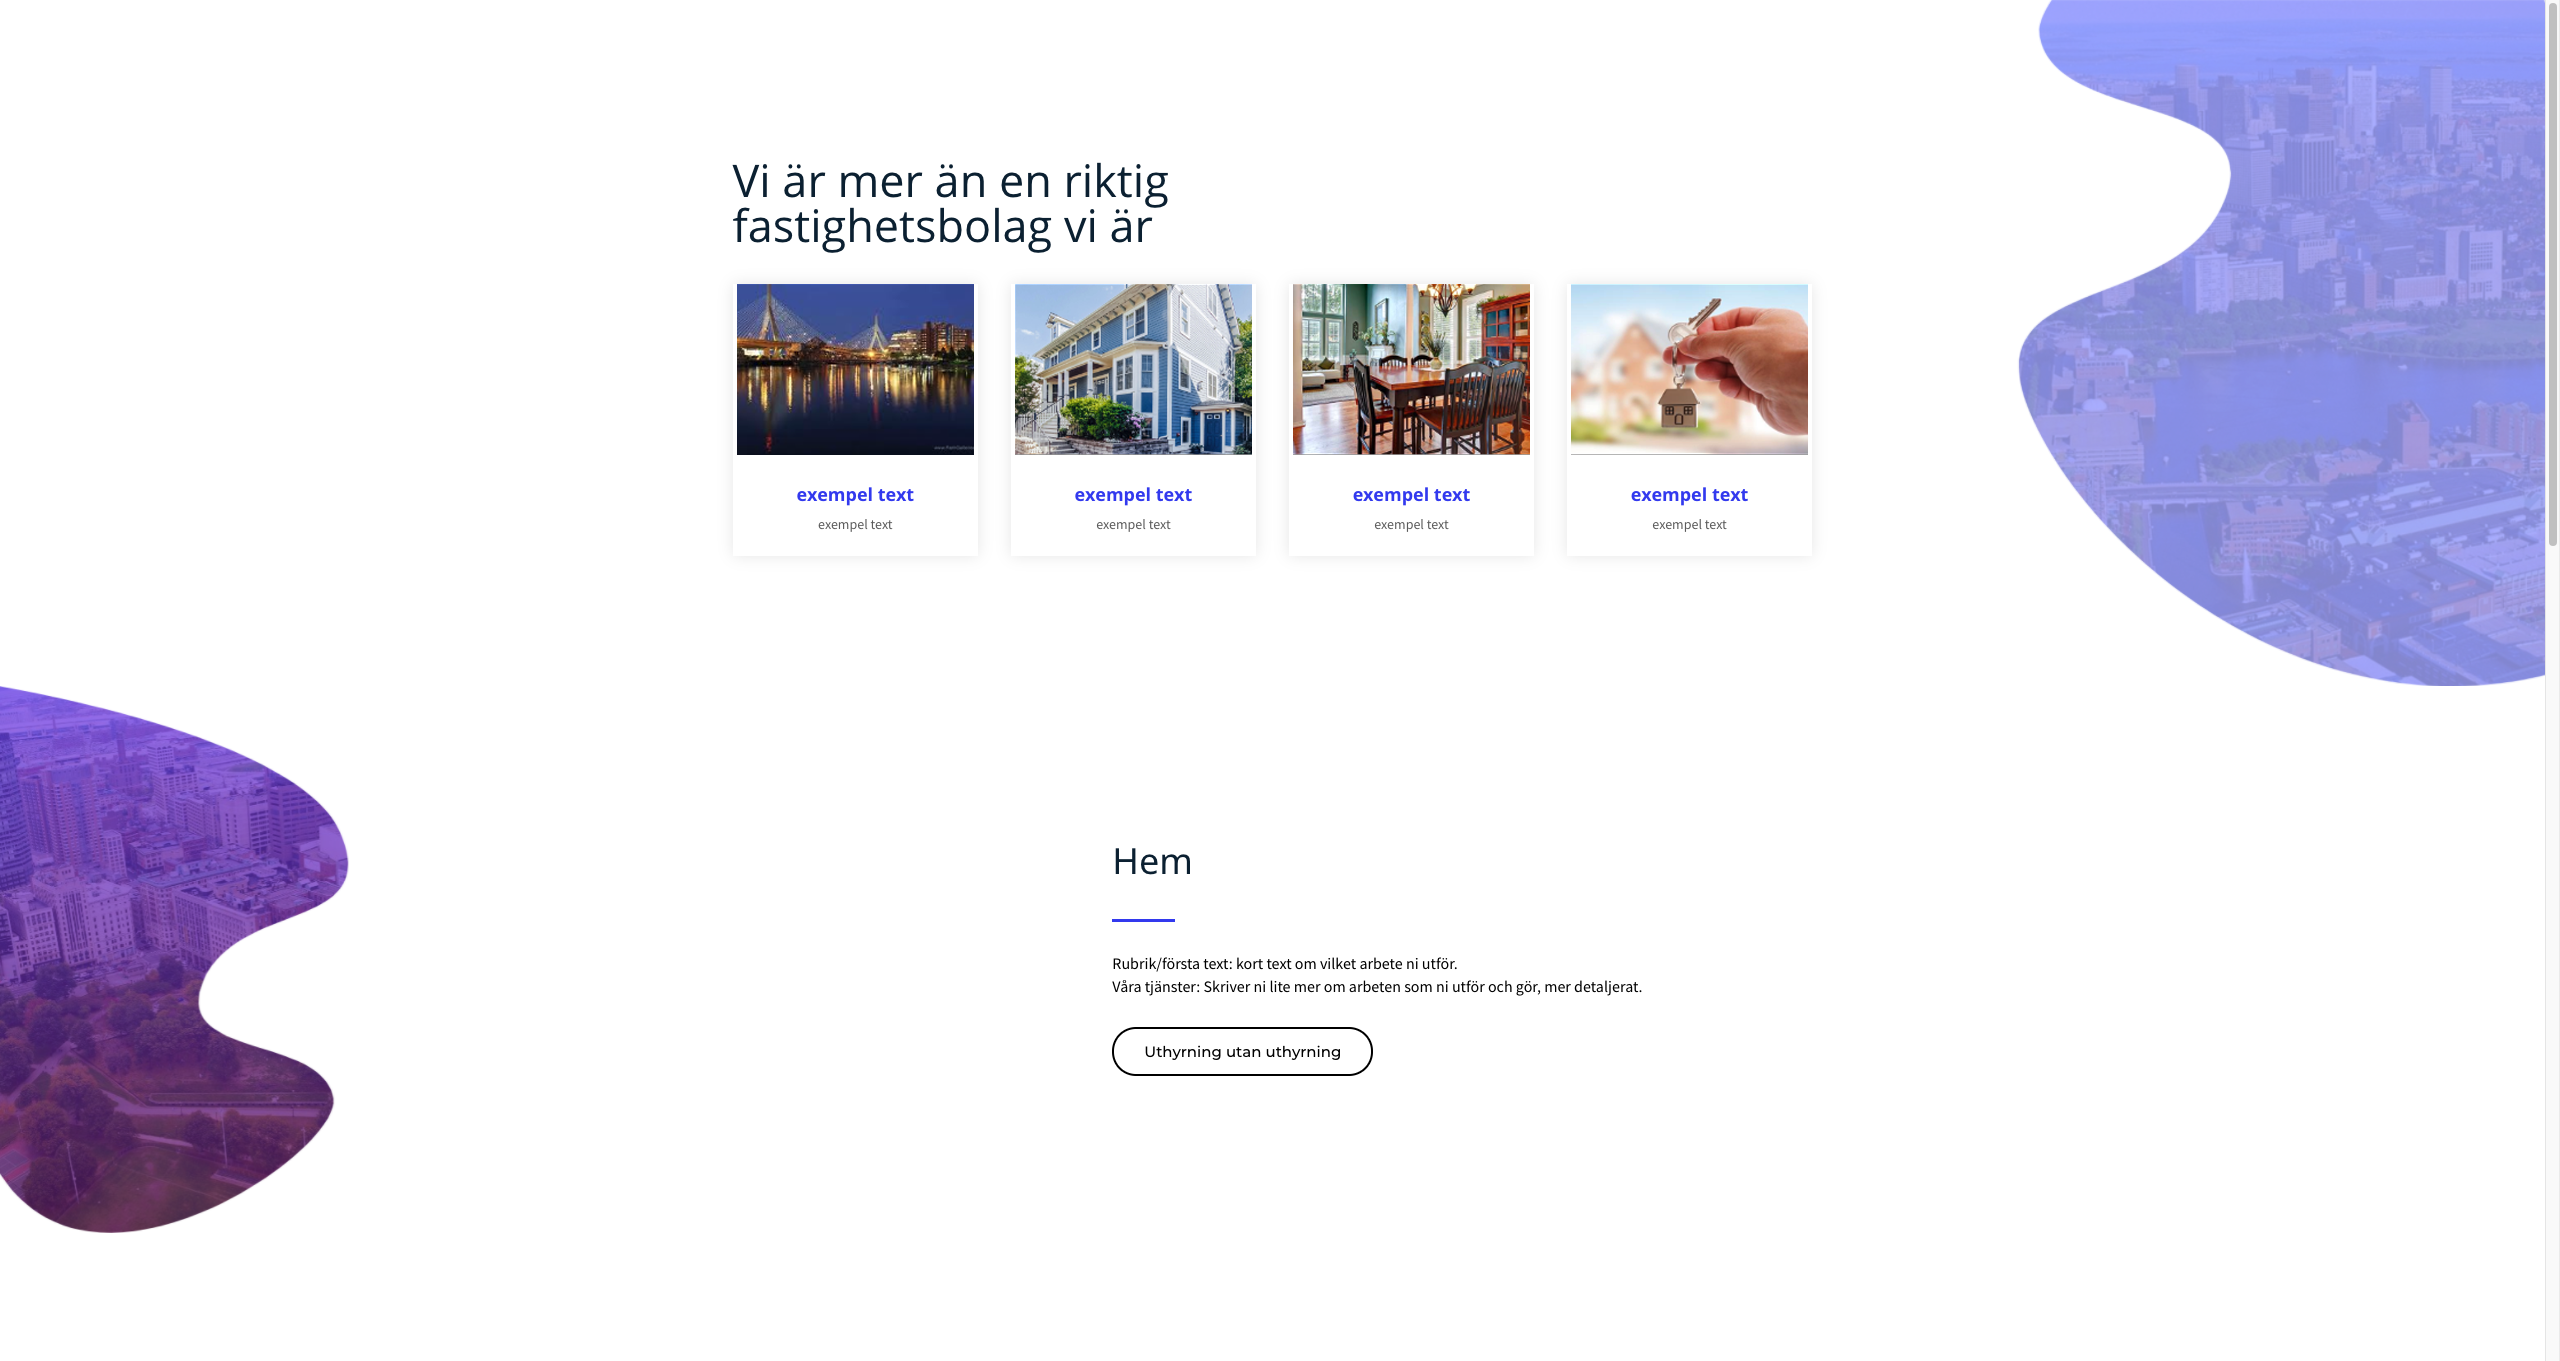 Vi är mer än en riktig
fastighetsbolag vi är
exempel text
exempel text
exempel text
exempel text
exempel text
exempel text
exempel text
exempel text
Hem
Rubrik/första text: kort text om vilket arbete ni utför.
Våra tjänster: Skriver ni lite mer om arbeten som ni utför och gör, mer detaljerat.
Uthyrning utan uthyrning